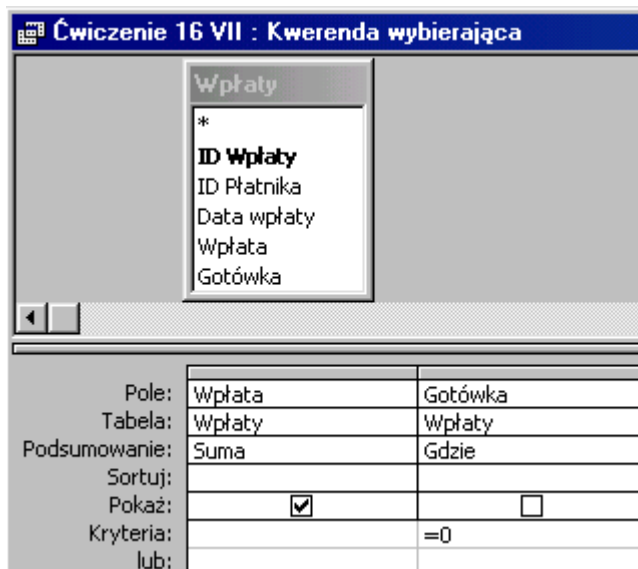 Ćwiczenie 16 VII : Kwerenda wybierająca
Wpłaty
*
ID Wpłaty
ID Płatnika
Data wpłaty
Wpłata
Gotówka
Pole: Wpłata Gotówka
Tabela: Wpłaty Wpłaty
Podsumowanie: Suma Gdzie
Sortuj:
Pokaż:
Kryteria: =0
lub: